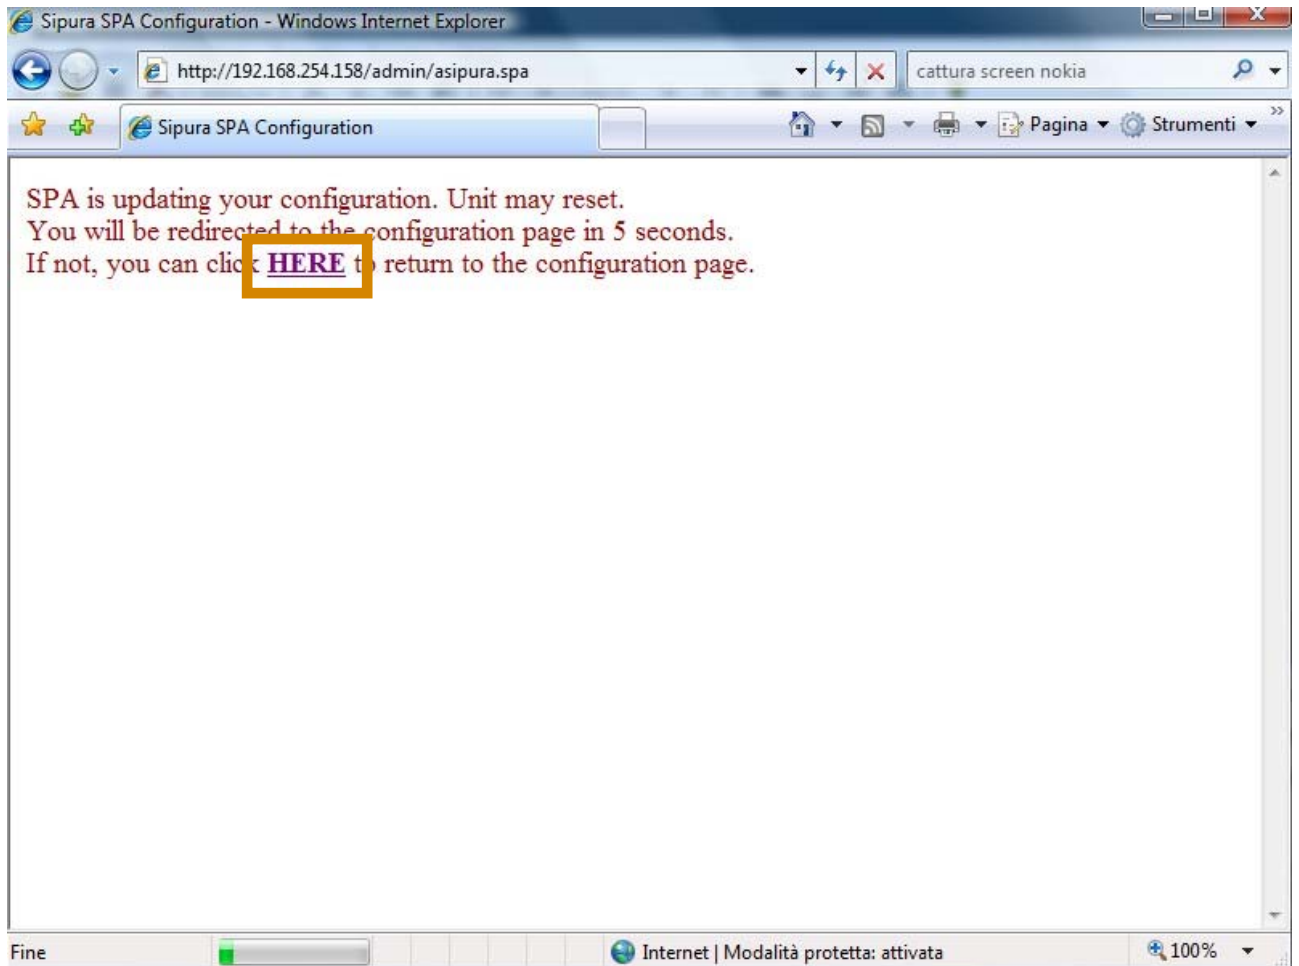 Sipura SPA Configuration - Windows Internet Explorer
http://192.168.254.158/admin/asipura.spa
cattura screen nokia
Sipura SPA Configuration
Pagina
Strumenti
SPA is updating your configuration. Unit may reset.
You will be redirected to the configuration page in 5 seconds.
If not, you can click HERE to return to the configuration page.
Fine
Internet | Modalità protetta: attivata
100%